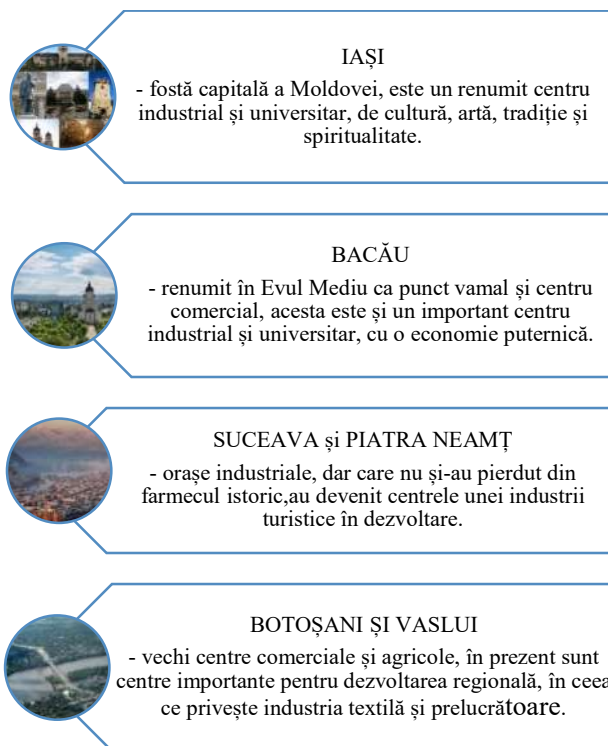 IAȘI
- fostă capitală a Moldovei, este un renumit centru
industrial și universitar, de cultură, artă, tradiție și
spiritualitate.
BACĂU
- renumit în Evul Mediu ca punct vamal și centru
comercial, acesta este și un important centru
industrial și universitar, cu o economie puternică.
SUCEAVA și PIATRA NEAMȚ
- orașe industriale, dar care nu și-au pierdut din
farmecul istoric,au devenit centrele unei industrii
turistice în dezvoltare.
BOTOȘANI ȘI VASLUI
- vechi centre comerciale și agricole, în prezent sunt
centre importante pentru dezvoltarea regională, în ceea
ce privește industria textilă și prelucrătoare.